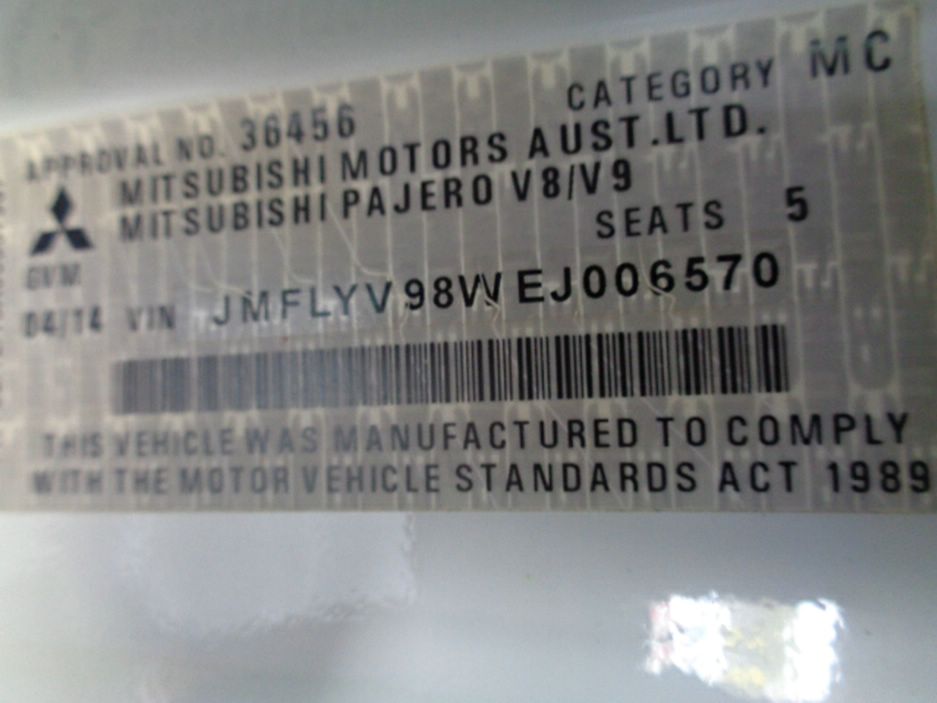 APPROVAL NO. 36456 CATEGORY MC
MITSUBISHI MOTORS AUST.LTD.
MITSUBISHI PAJERO V8/V9
SEATS 5
GVM
04/14 VIN JMFLYV98WEJ006570
THIS VEHICLE WAS MANUFACTURED TO COMPLY
WITH THE MOTOR VEHICLE STANDARDS ACT 1989